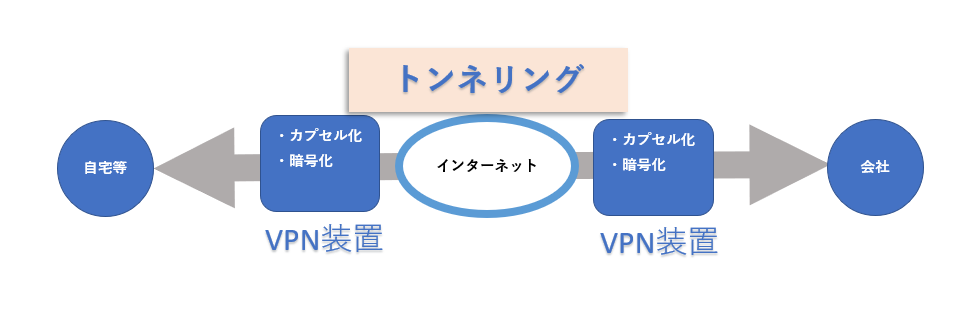 トンネリング
自宅等
・カプセル化
・暗号化
インターネット
・カプセル化
・暗号化
会社
VPN装置
VPN装置